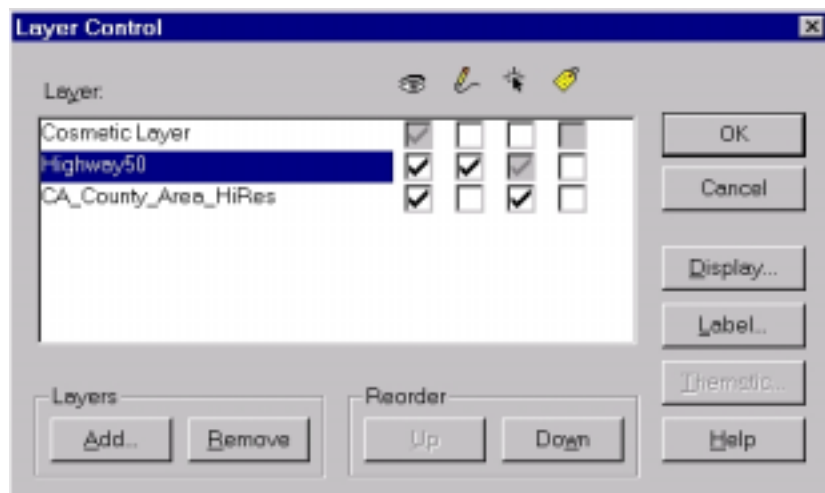 Layer Control
Layer:
Cosmetic Layer
Highway50
CA_County_Area_HiRes
OK
Cancel
Display...
Label...
Thematic...
Help
Layers
Add...
Remove
Reorder
Up
Down